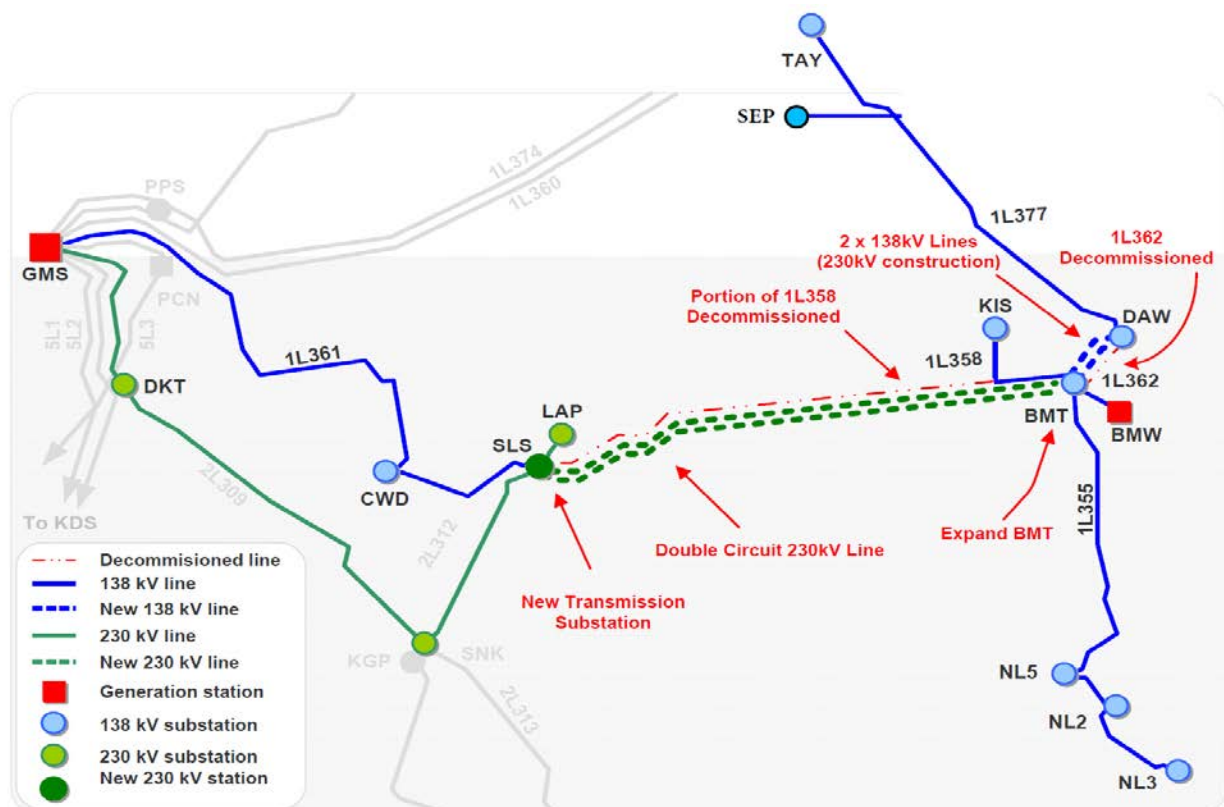 TAY
SEP
1L374
1L360
PPS
1L377
2 x 138kV Lines
(230kV construction)
1L362
Decommissioned
GMS
PCN
Portion of 1L358
Decommissioned
KIS
DAW
5L1
5L2
5L3
1L361
1L358
1L362
DKT
LAP
BMT
BMW
SLS
CWD
2L309
1L355
To KDS
2L312
Double Circuit 230kV Line
Expand BMT
New Transmission
Substation
KGP
SNK
2L313
NL5
NL2
NL3
Decommisioned line
138 kV line
New 138 kV line
230 kV line
New 230 kV line
Generation station
138 kV substation
230 kV substation
New 230 kV station